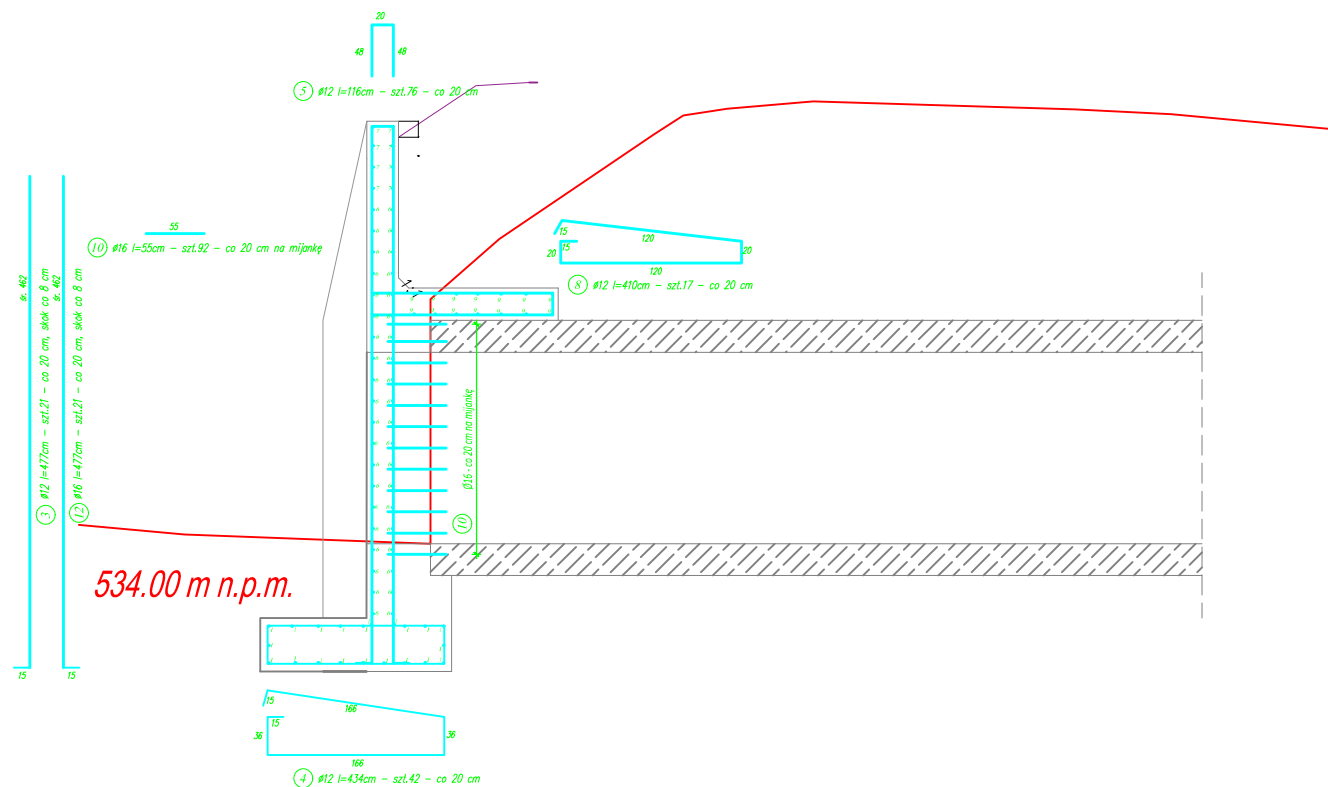 20
48
48
5 ø12 l=116cm - szt.76 - co 20 cm
55
10 ø16 l=55cm - szt.92 - co 20 cm na mijankę
15
120
15
20
20
120
8 ø12 l=410cm - szt.17 - co 20 cm
śr. 462
3 ø12 l=477cm - szt.21 - co 20 cm, skok co 8 cm
śr. 462
12 ø16 l=477cm - szt.21 - co 20 cm, skok co 8 cm
10 Ø16 - co 20 cm na mijankę
534.00 m n.p.m.
15
15
15
166
15
36
36
166
4 ø12 l=434cm - szt.42 - co 20 cm